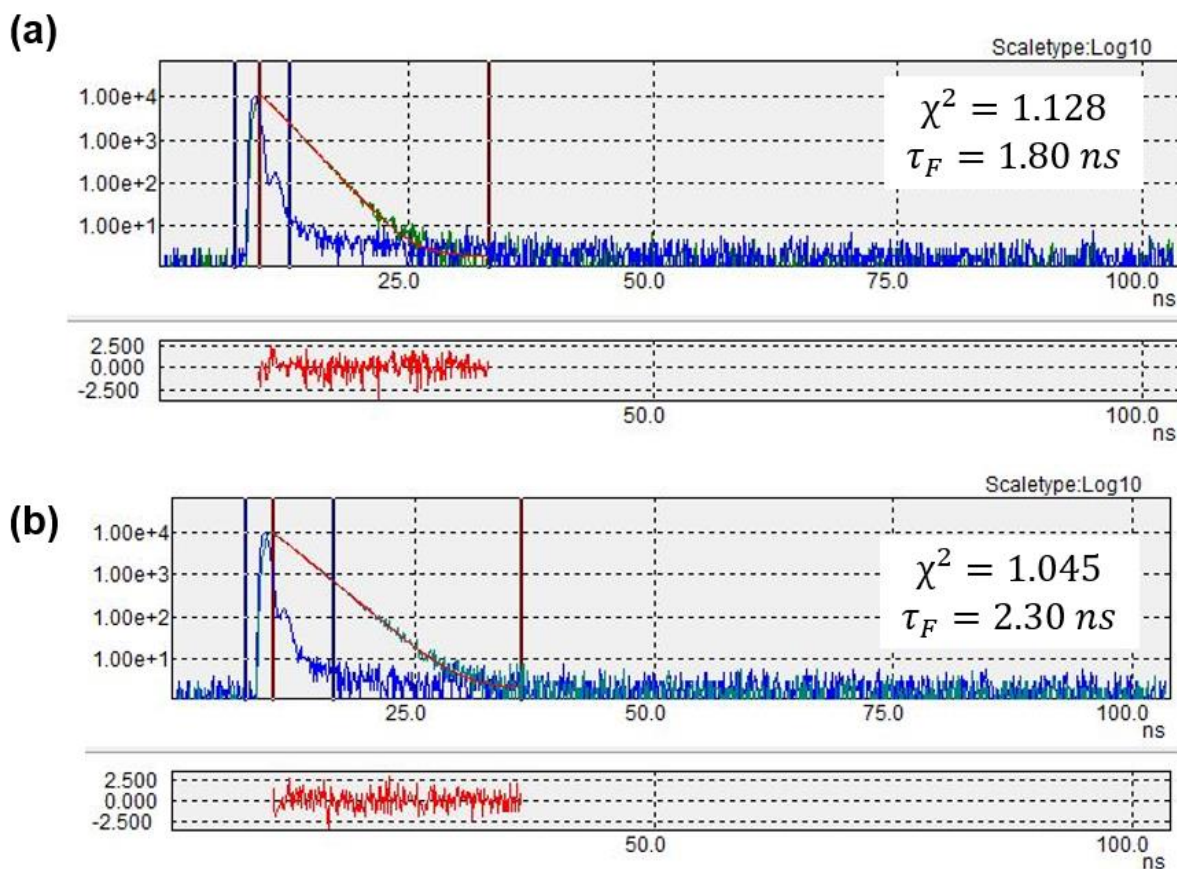 (a)
Scaletype:Log10
1.00e+4
1.00e+3
1.00e+2
1.00e+1
χ² = 1.128
τ_F = 1.80 ns
25.0 50.0 75.0 100.0
ns
2.500
0.000
-2.500
50.0 100.0
ns
(b)
Scaletype:Log10
1.00e+4
1.00e+3
1.00e+2
1.00e+1
χ² = 1.045
τ_F = 2.30 ns
25.0 50.0 75.0 100.0
ns
2.500
0.000
-2.500
50.0 100.0
ns